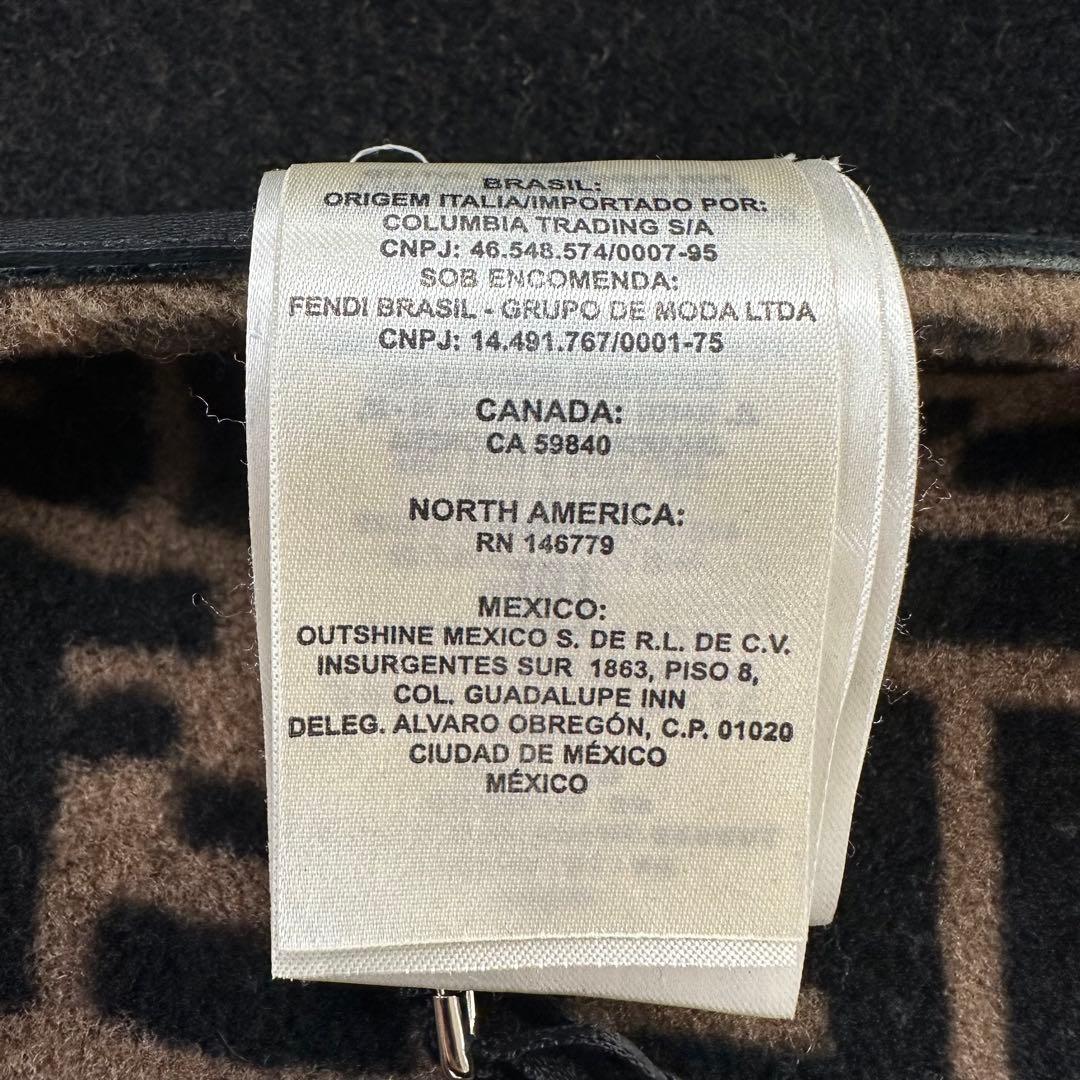 BRASIL:
ORIGEM ITALIA/IMPORTADO POR:
COLUMBIA TRADING S/A
CNPJ: 46.548.574/0007-95
SOB ENCOMENDA:
FENDI BRASIL - GRUPO DE MODA LTDA
CNPJ: 14.491.767/0001-75
CANADA:
CA 59840
NORTH AMERICA:
RN 146779
MEXICO:
OUTSHINE MEXICO S. DE R.L. DE C.V.
INSURGENTES SUR 1863, PISO 8,
COL. GUADALUPE INN
DELEG. ALVARO OBREGÓN, C.P. 01020
CIUDAD DE MÉXICO
MÉXICO